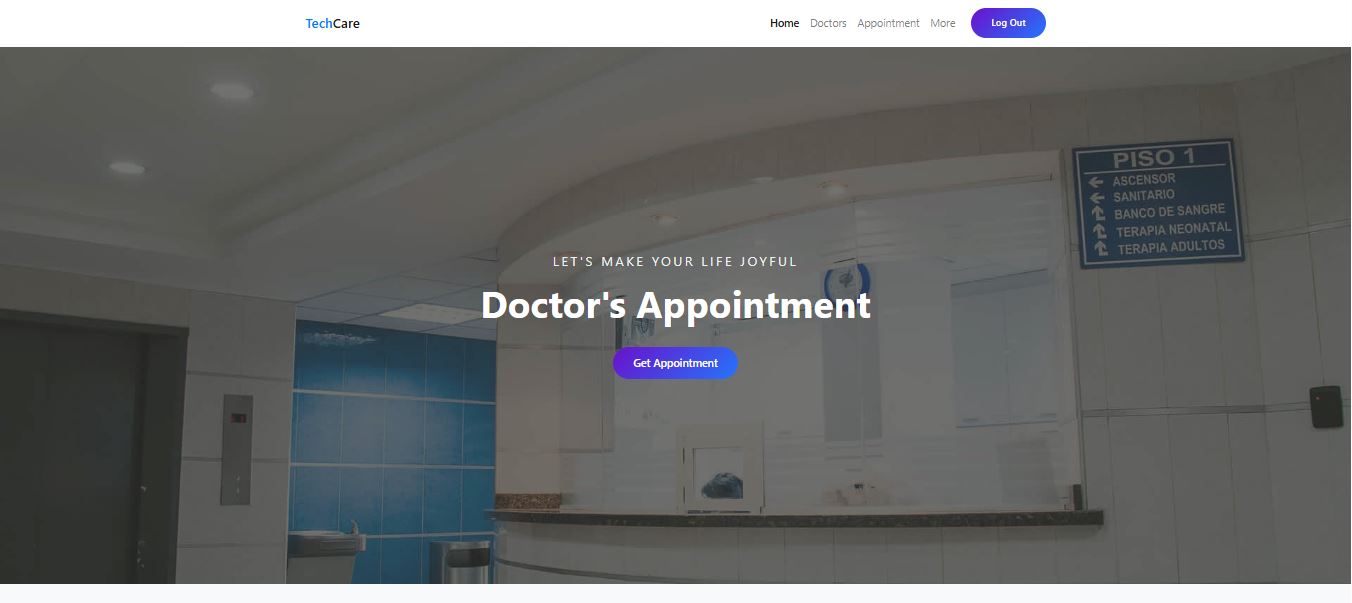 TechCare
Home Doctors Appointment More Log Out
PISO 1
ASCENSOR
SANITARIO
BANCO DE SANGRE
TERAPIA NEONATAL
TERAPIA ADULTOS
LET'S MAKE YOUR LIFE JOYFUL
Doctor's Appointment
Get Appointment